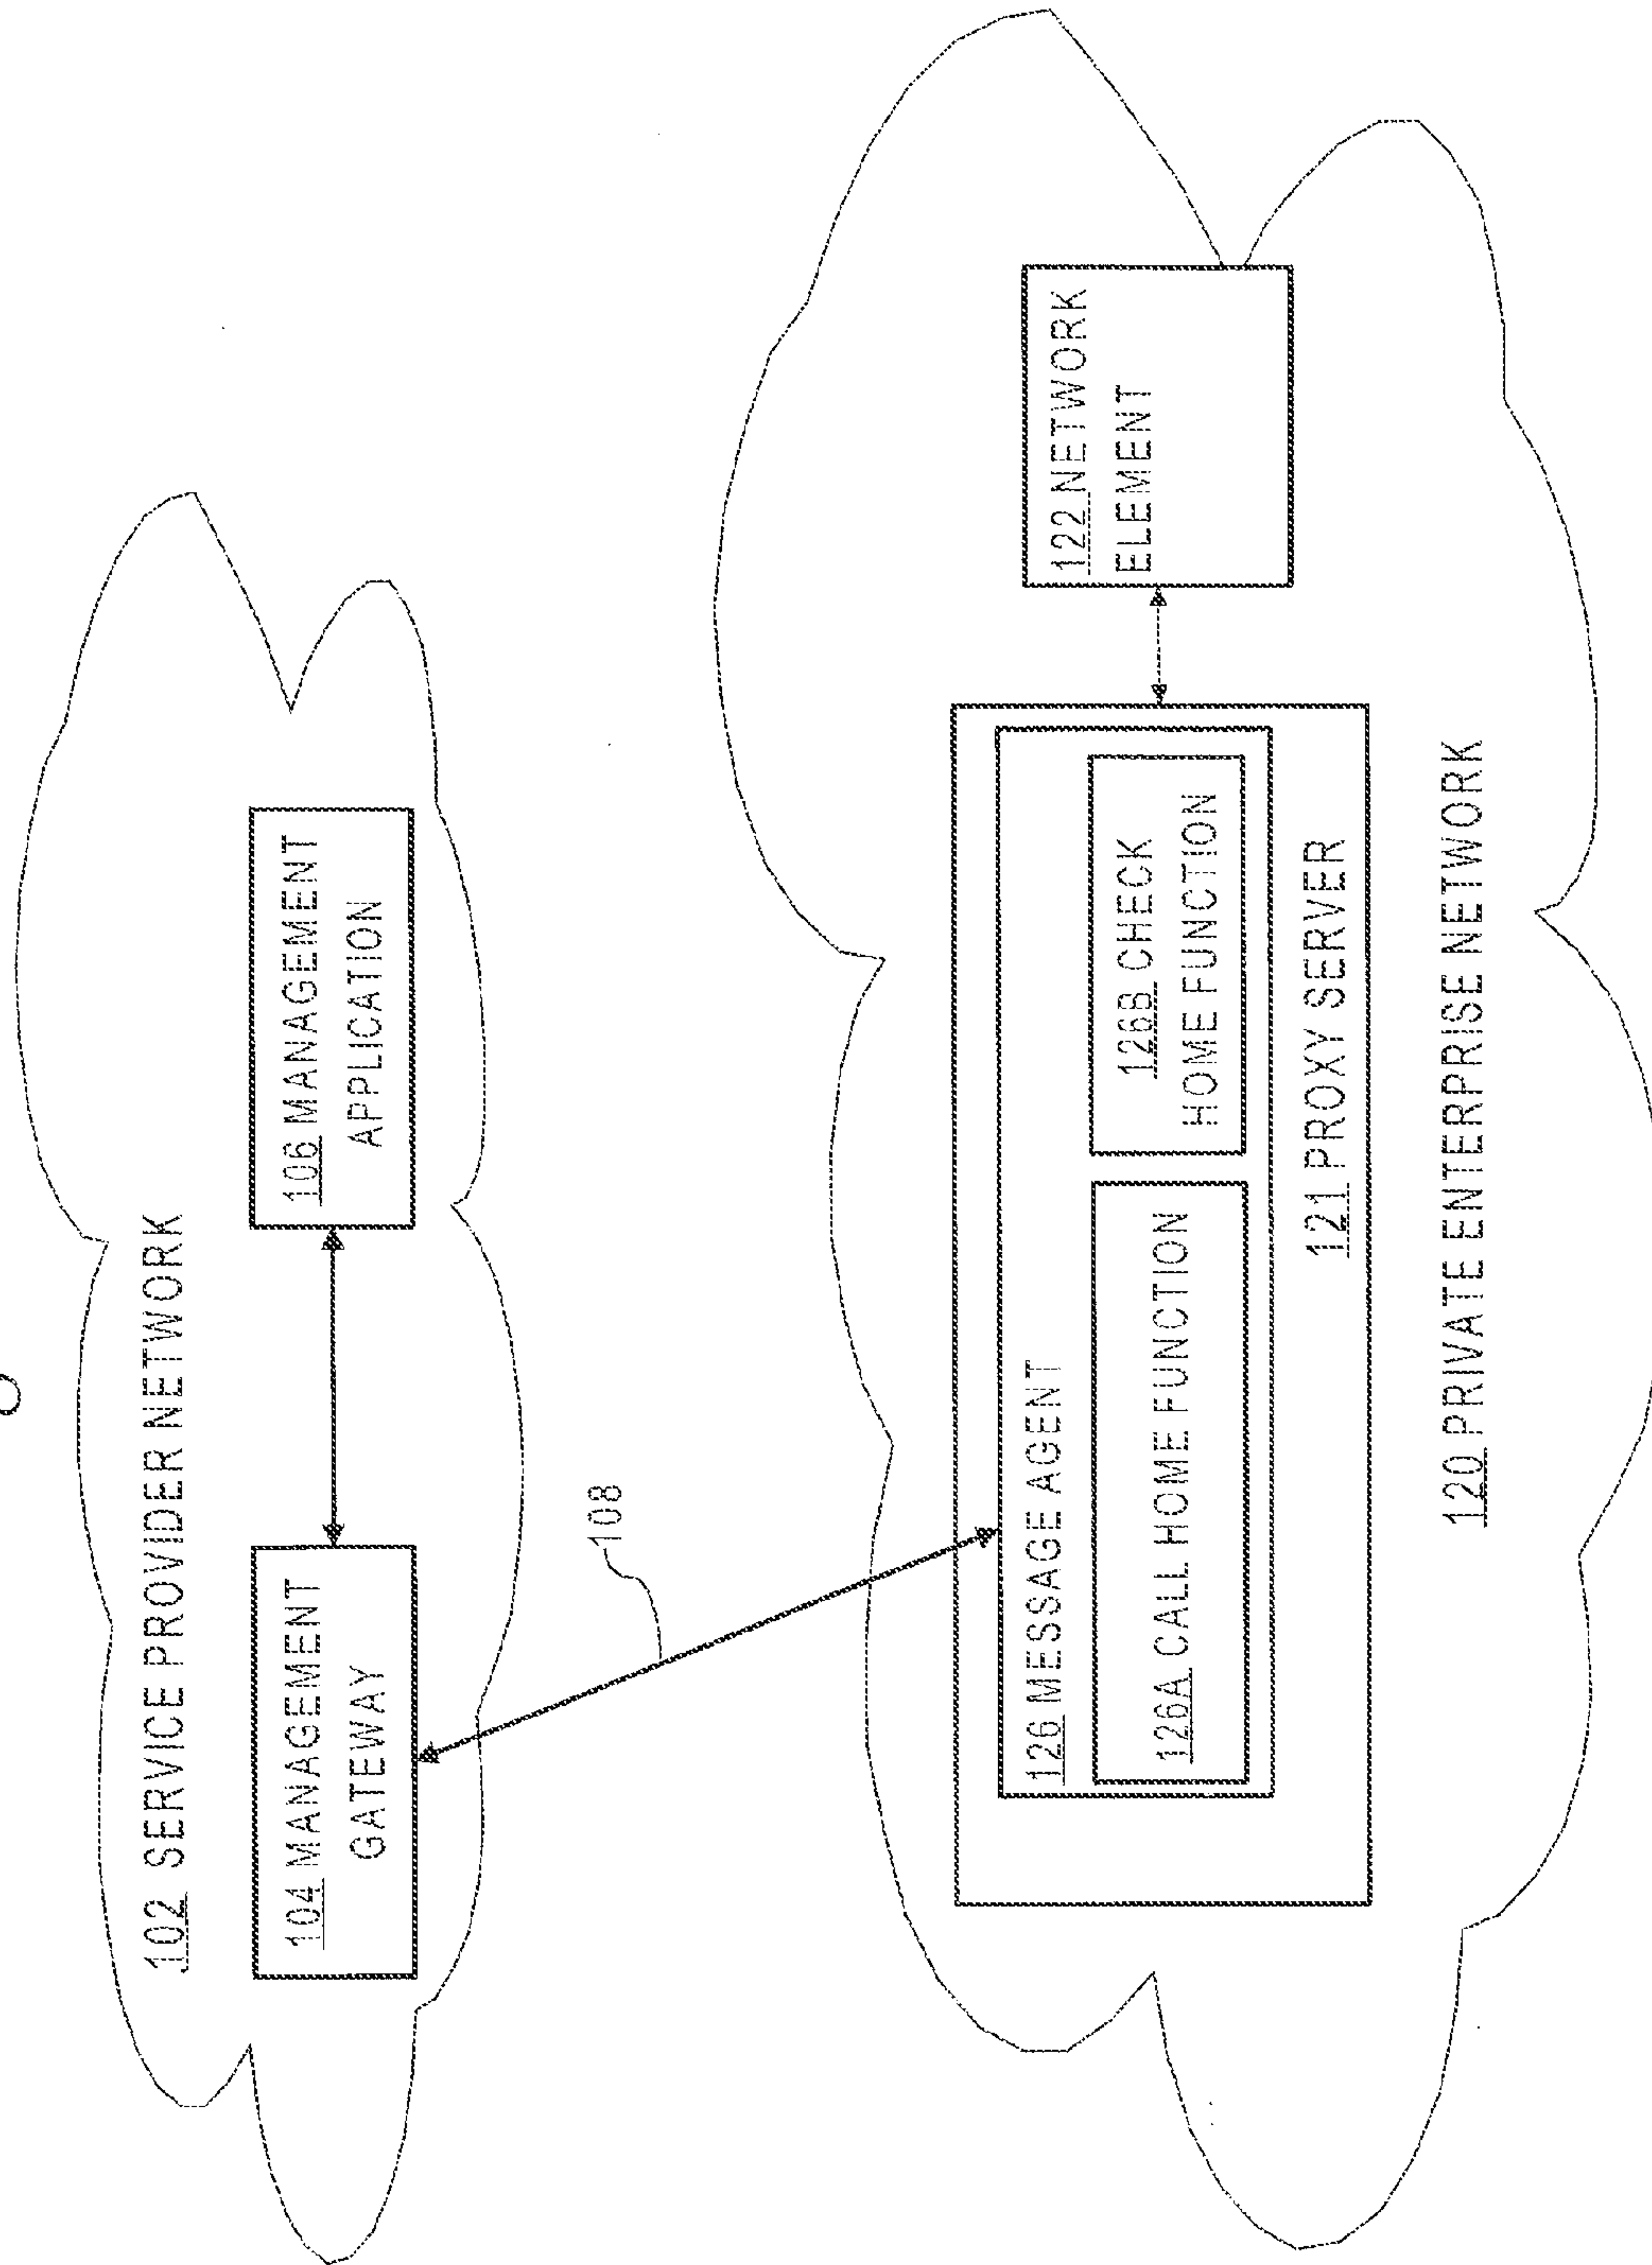 102 SERVICE PROVIDER NETWORK
104 MANAGEMENT
GATEWAY
106 MANAGEMENT
APPLICATION
108
126 MESSAGE AGENT
126A CALL HOME FUNCTION
126B CHECK
HOME FUNCTION
121 PROXY SERVER
122 NETWORK
ELEMENT
120 PRIVATE ENTERPRISE NETWORK